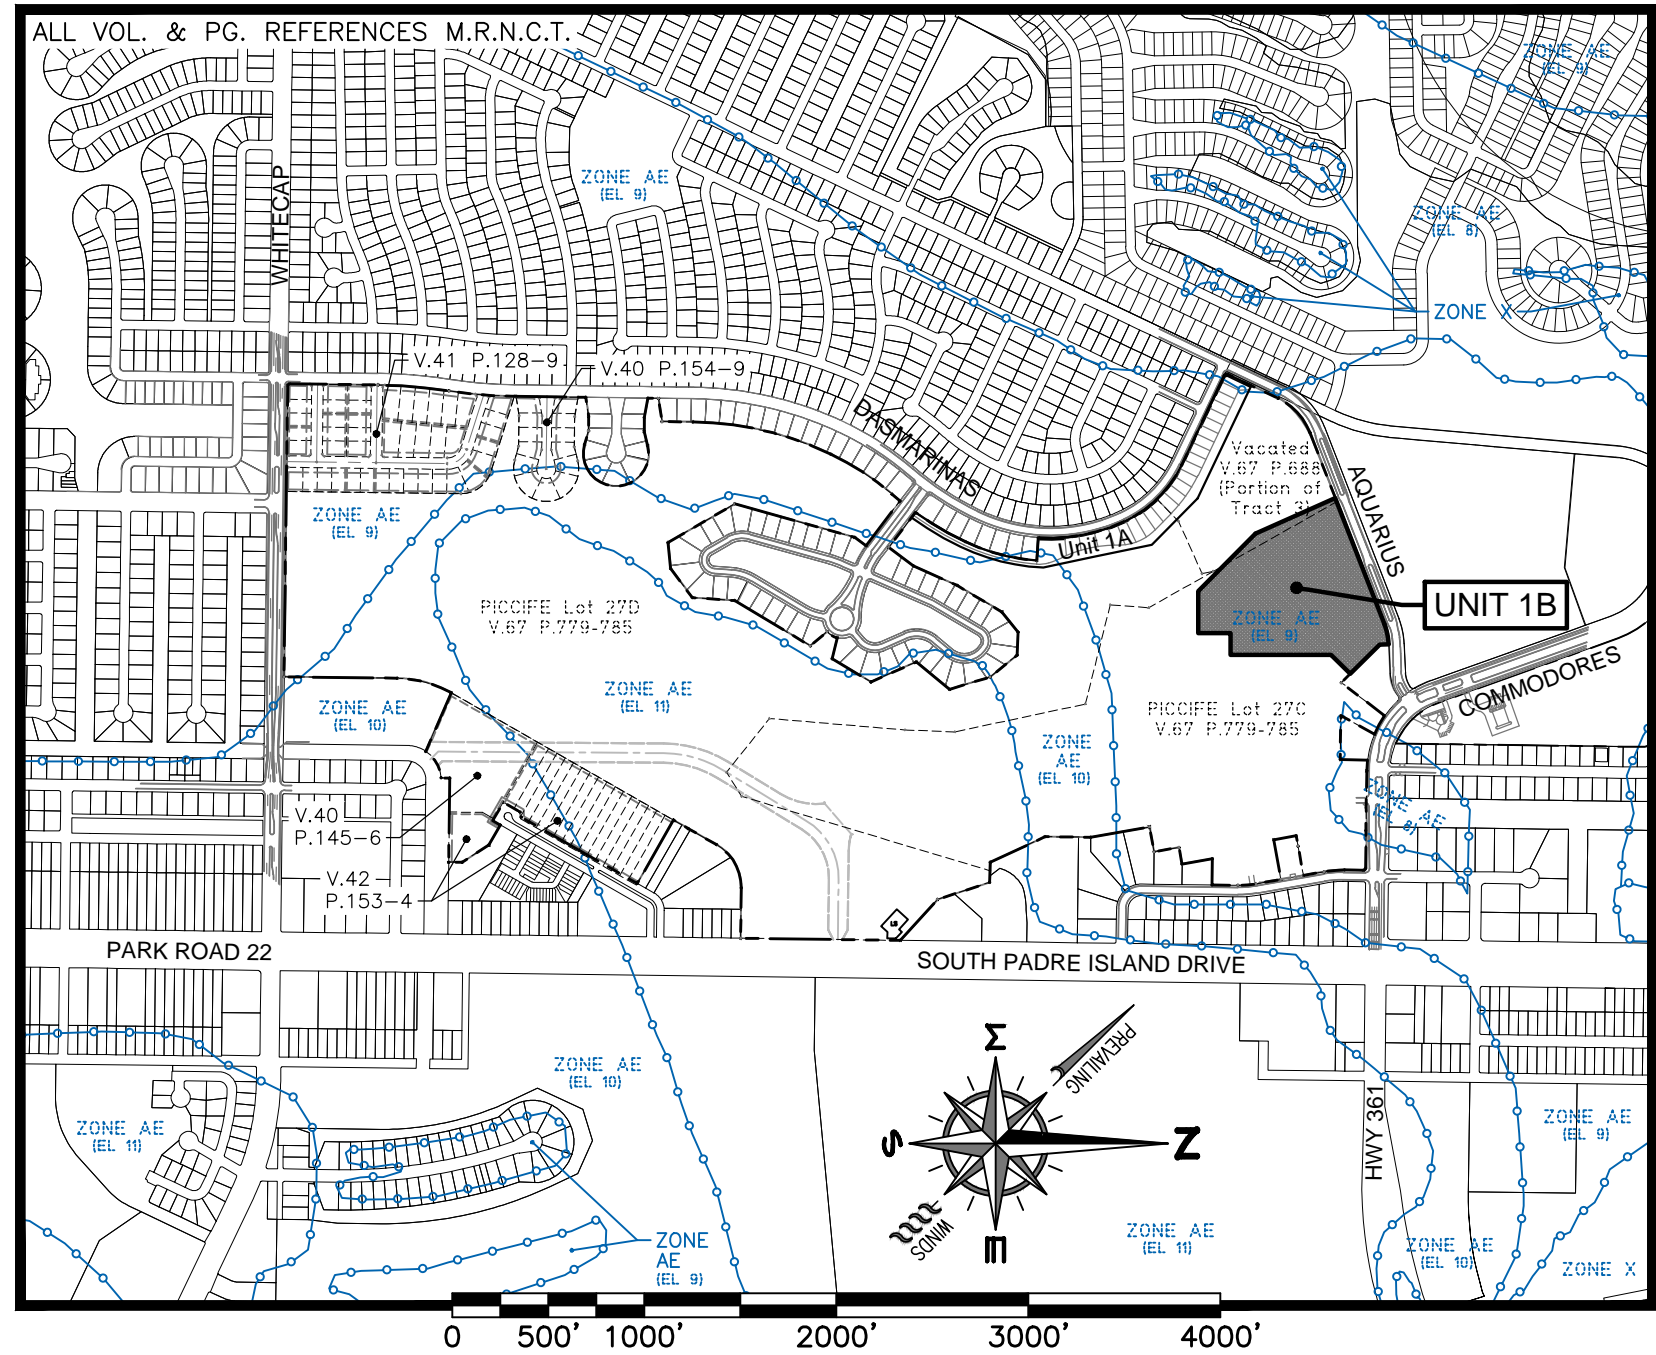 ALL VOL. & PG. REFERENCES M.R.N.C.T.
ZONE AE
(EL 9)
ZONE AE
(EL 9)
WHITECAP
ZONE AE
(EL 8)
ZONE X
V.41 P.128-9
V.40 P.154-9
DASMARINAS
Vacated
V.67 P.688
(Portion of
Tract 3)
AQUARIUS
ZONE AE
(EL 9)
Unit 1A
UNIT 1B
ZONE AE
(EL 9)
PICCIFE Lot 27D
V.67 P.779-785
COMMODORES
ZONE AE
(EL 11)
ZONE AE
(EL 10)
PICCIFE Lot 27C
V.67 P.779-785
ZONE
AE
(EL 10)
ZONE AE
(EL 8)
V.40
P.145-6
V.42
P.153-4
PARK ROAD 22
SOUTH PADRE ISLAND DRIVE
PREVAILING
ZONE AE
(EL 10)
ZONE AE
(EL 11)
HWY 361
ZONE AE
(EL 9)
W
S
N
E
WINDS
ZONE
AE
(EL 9)
ZONE AE
(EL 11)
ZONE AE
(EL 10)
ZONE X
0 500' 1000' 2000' 3000' 4000'